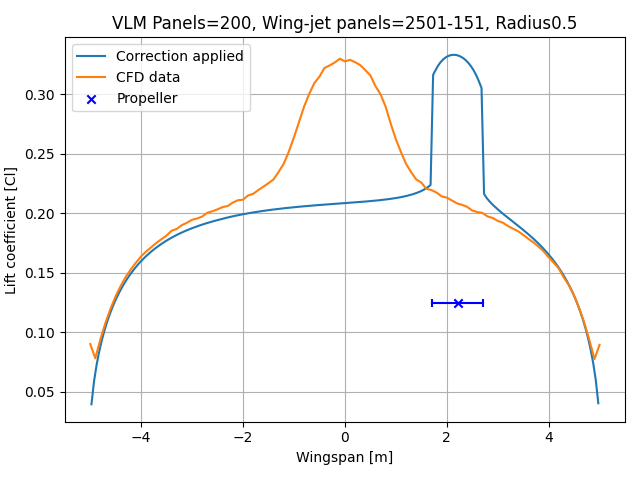 VLM Panels=200, Wing-jet panels=2501-151, Radius0.5
Correction applied
CFD data
Propeller
0.30
0.25
0.20
0.15
0.10
0.05
Lift coefficient [Cl]
−4
−2
0
2
4
Wingspan [m]